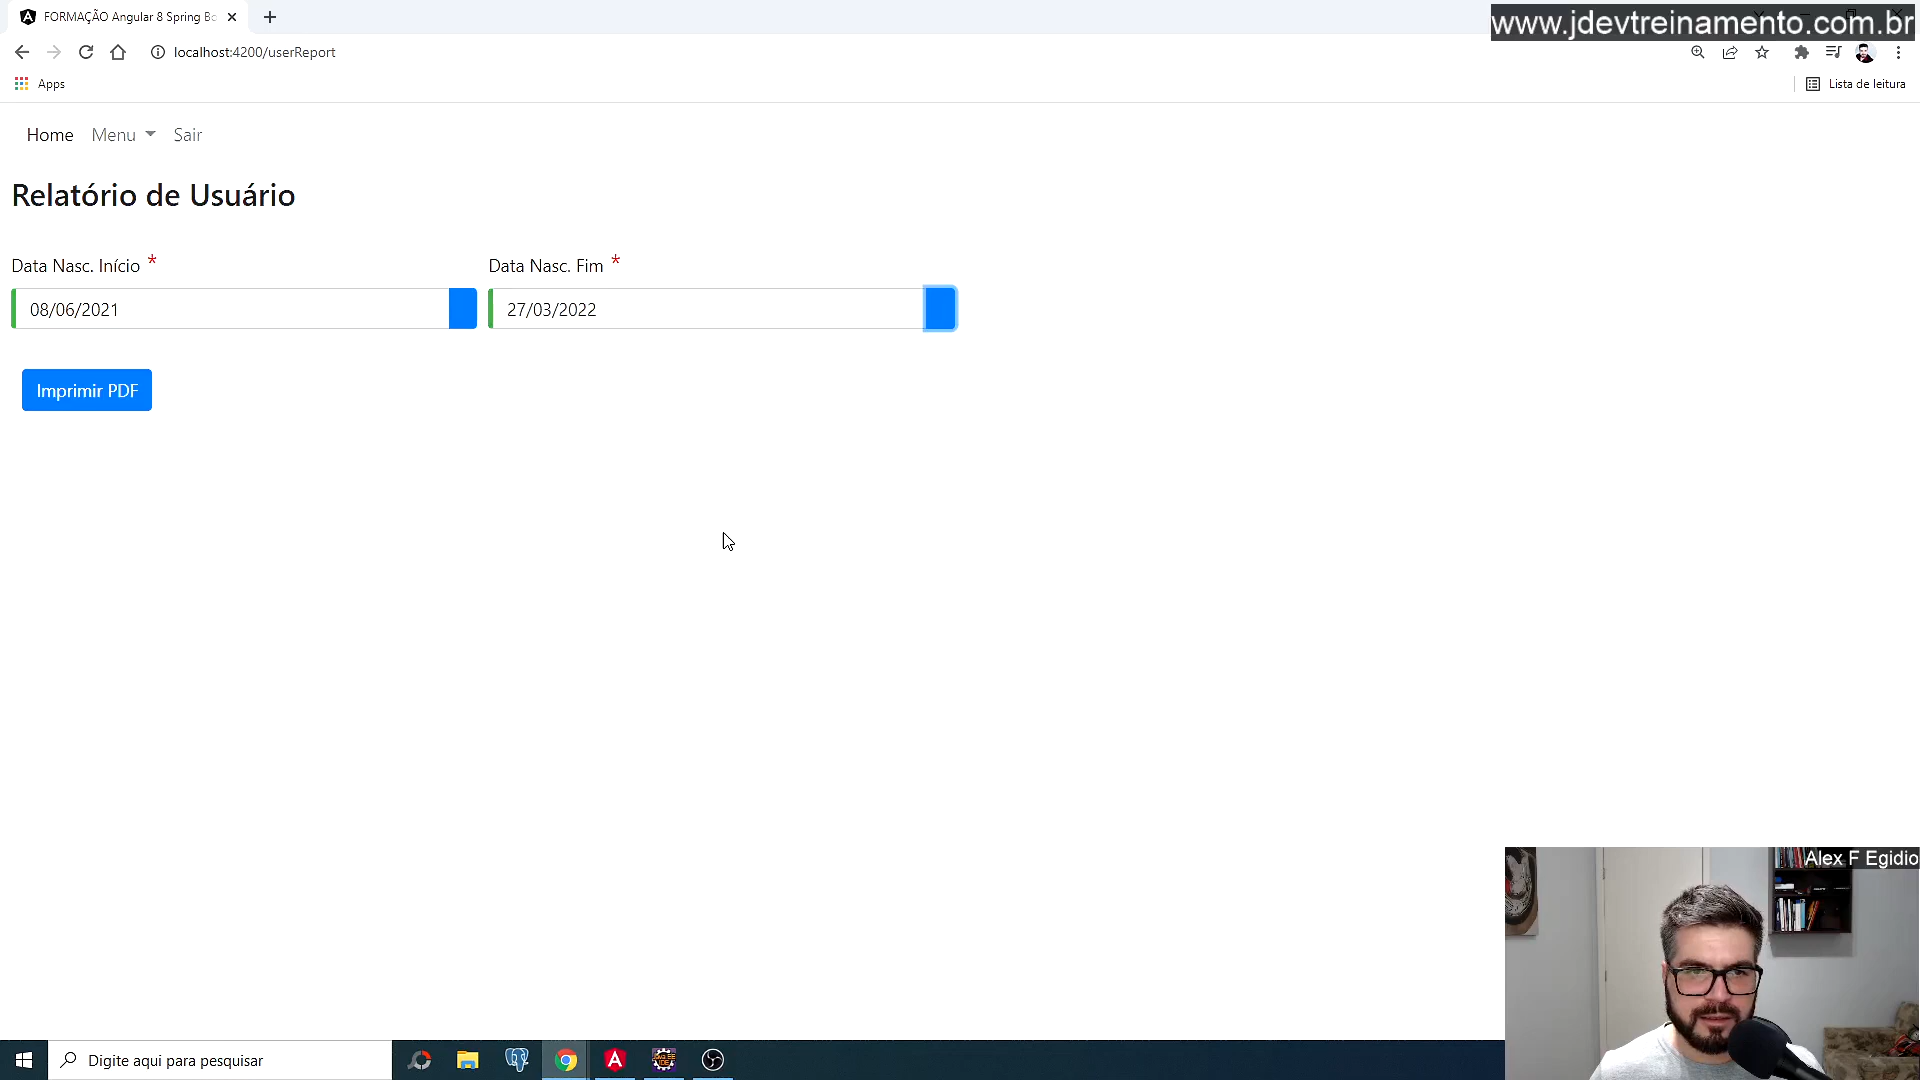 FORMAÇÃO Angular 8 Spring Bo
www.jdevtreinamento.com.br
localhost:4200/userReport
Apps
Lista de leitura
Home Menu Sair
Relatório de Usuário
Data Nasc. Início * Data Nasc. Fim *
08/06/2021 27/03/2022
Imprimir PDF
Alex F Egidio
Digite aqui para pesquisar